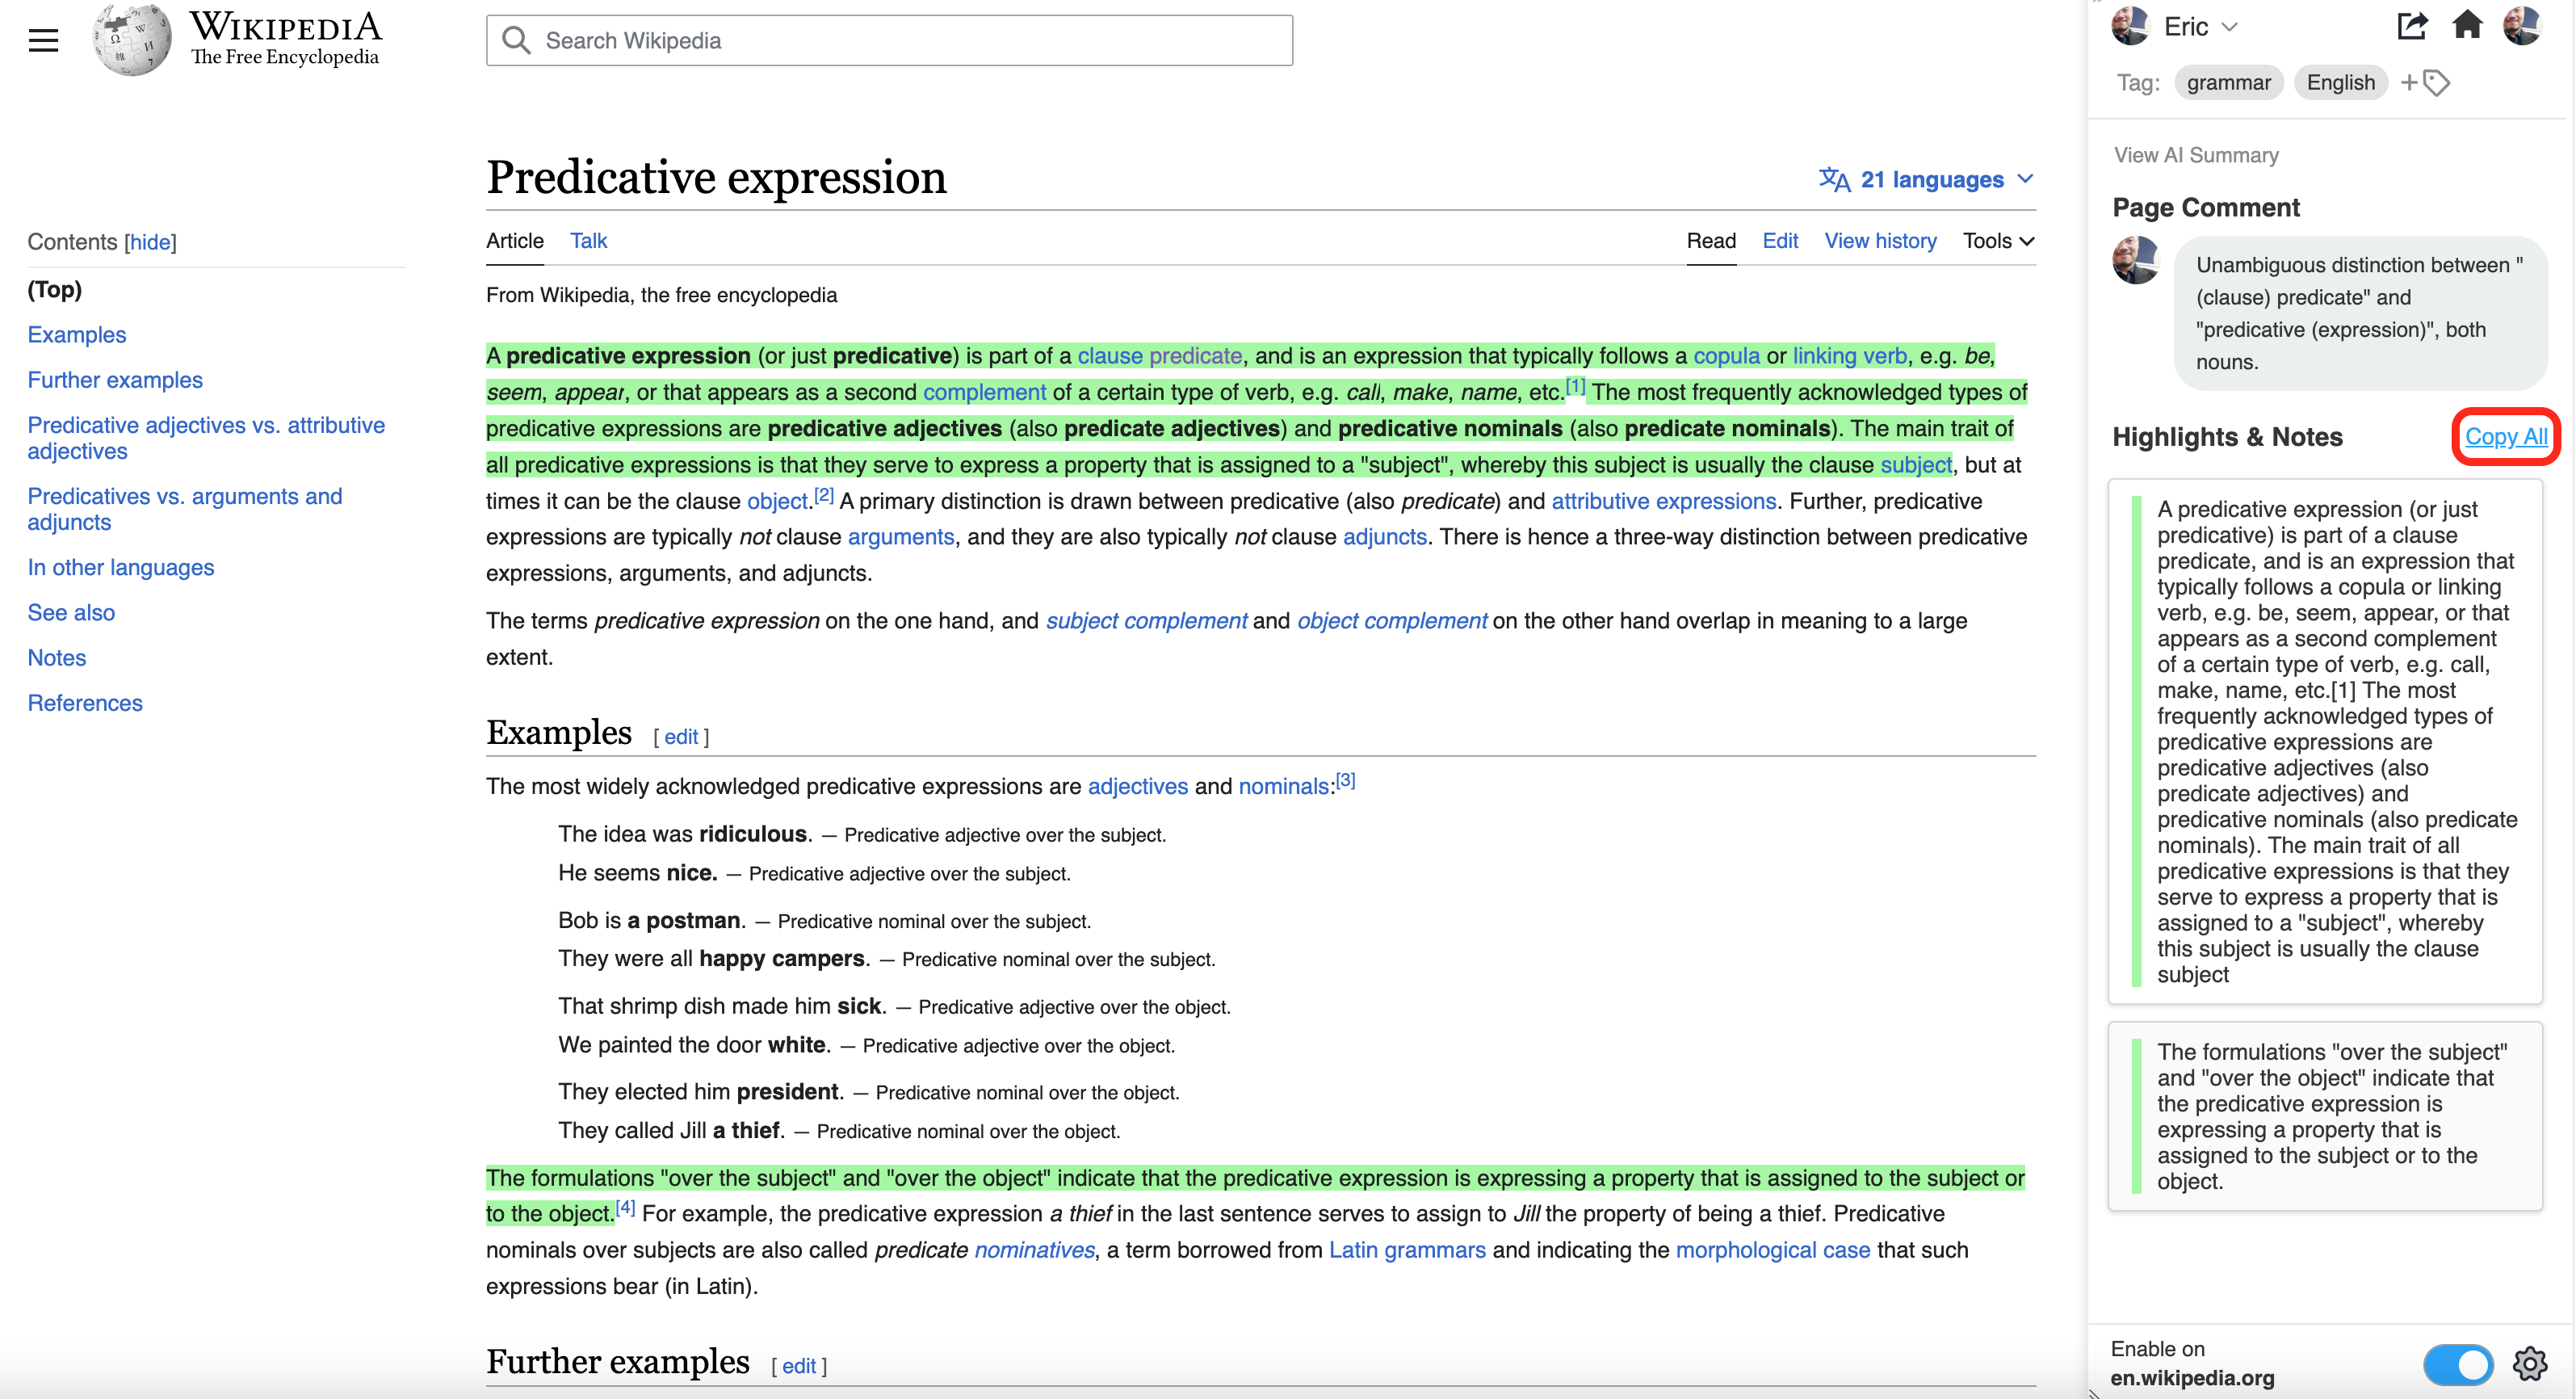 WIKIPEDIA
The Free Encyclopedia
Search Wikipedia
Contents [hide]
(Top)
Examples
Further examples
Predicative adjectives vs. attributive
adjectives
Predicatives vs. arguments and
adjuncts
In other languages
See also
Notes
References
Predicative expression
21 languages
Article Talk
Read Edit View history Tools
From Wikipedia, the free encyclopedia
A predicative expression (or just predicative) is part of a clause predicate, and is an expression that typically follows a copula or linking verb, e.g. be,
seem, appear, or that appears as a second complement of a certain type of verb, e.g. call, make, name, etc.[1] The most frequently acknowledged types of
predicative expressions are predicative adjectives (also predicate adjectives) and predicative nominals (also predicate nominals). The main trait of
all predicative expressions is that they serve to express a property that is assigned to a "subject", whereby this subject is usually the clause subject, but at
times it can be the clause object.[2] A primary distinction is drawn between predicative (also predicate) and attributive expressions. Further, predicative
expressions are typically not clause arguments, and they are also typically not clause adjuncts. There is hence a three-way distinction between predicative
expressions, arguments, and adjuncts.
The terms predicative expression on the one hand, and subject complement and object complement on the other hand overlap in meaning to a large
extent.
Examples [ edit ]
The most widely acknowledged predicative expressions are adjectives and nominals:[3]
The idea was ridiculous. — Predicative adjective over the subject.
He seems nice. — Predicative adjective over the subject.
Bob is a postman. — Predicative nominal over the subject.
They were all happy campers. — Predicative nominal over the subject.
That shrimp dish made him sick. — Predicative adjective over the object.
We painted the door white. — Predicative adjective over the object.
They elected him president. — Predicative nominal over the object.
They called Jill a thief. — Predicative nominal over the object.
The formulations "over the subject" and "over the object" indicate that the predicative expression is expressing a property that is assigned to the subject or
to the object.[4] For example, the predicative expression a thief in the last sentence serves to assign to Jill the property of being a thief. Predicative
nominals over subjects are also called predicate nominatives, a term borrowed from Latin grammars and indicating the morphological case that such
expressions bear (in Latin).
Further examples [ edit ]
Eric
Tag: grammar English +
View AI Summary
Page Comment
Unambiguous distinction between "
(clause) predicate" and
"predicative (expression)", both
nouns.
Highlights & Notes Copy All
A predicative expression (or just
predicative) is part of a clause
predicate, and is an expression that
typically follows a copula or linking
verb, e.g. be, seem, appear, or that
appears as a second complement
of a certain type of verb, e.g. call,
make, name, etc.[1] The most
frequently acknowledged types of
predicative expressions are
predicative adjectives (also
predicate adjectives) and
predicative nominals (also predicate
nominals). The main trait of all
predicative expressions is that they
serve to express a property that is
assigned to a "subject", whereby
this subject is usually the clause
subject
The formulations "over the subject"
and "over the object" indicate that
the predicative expression is
expressing a property that is
assigned to the subject or to the
object.
Enable on
en.wikipedia.org